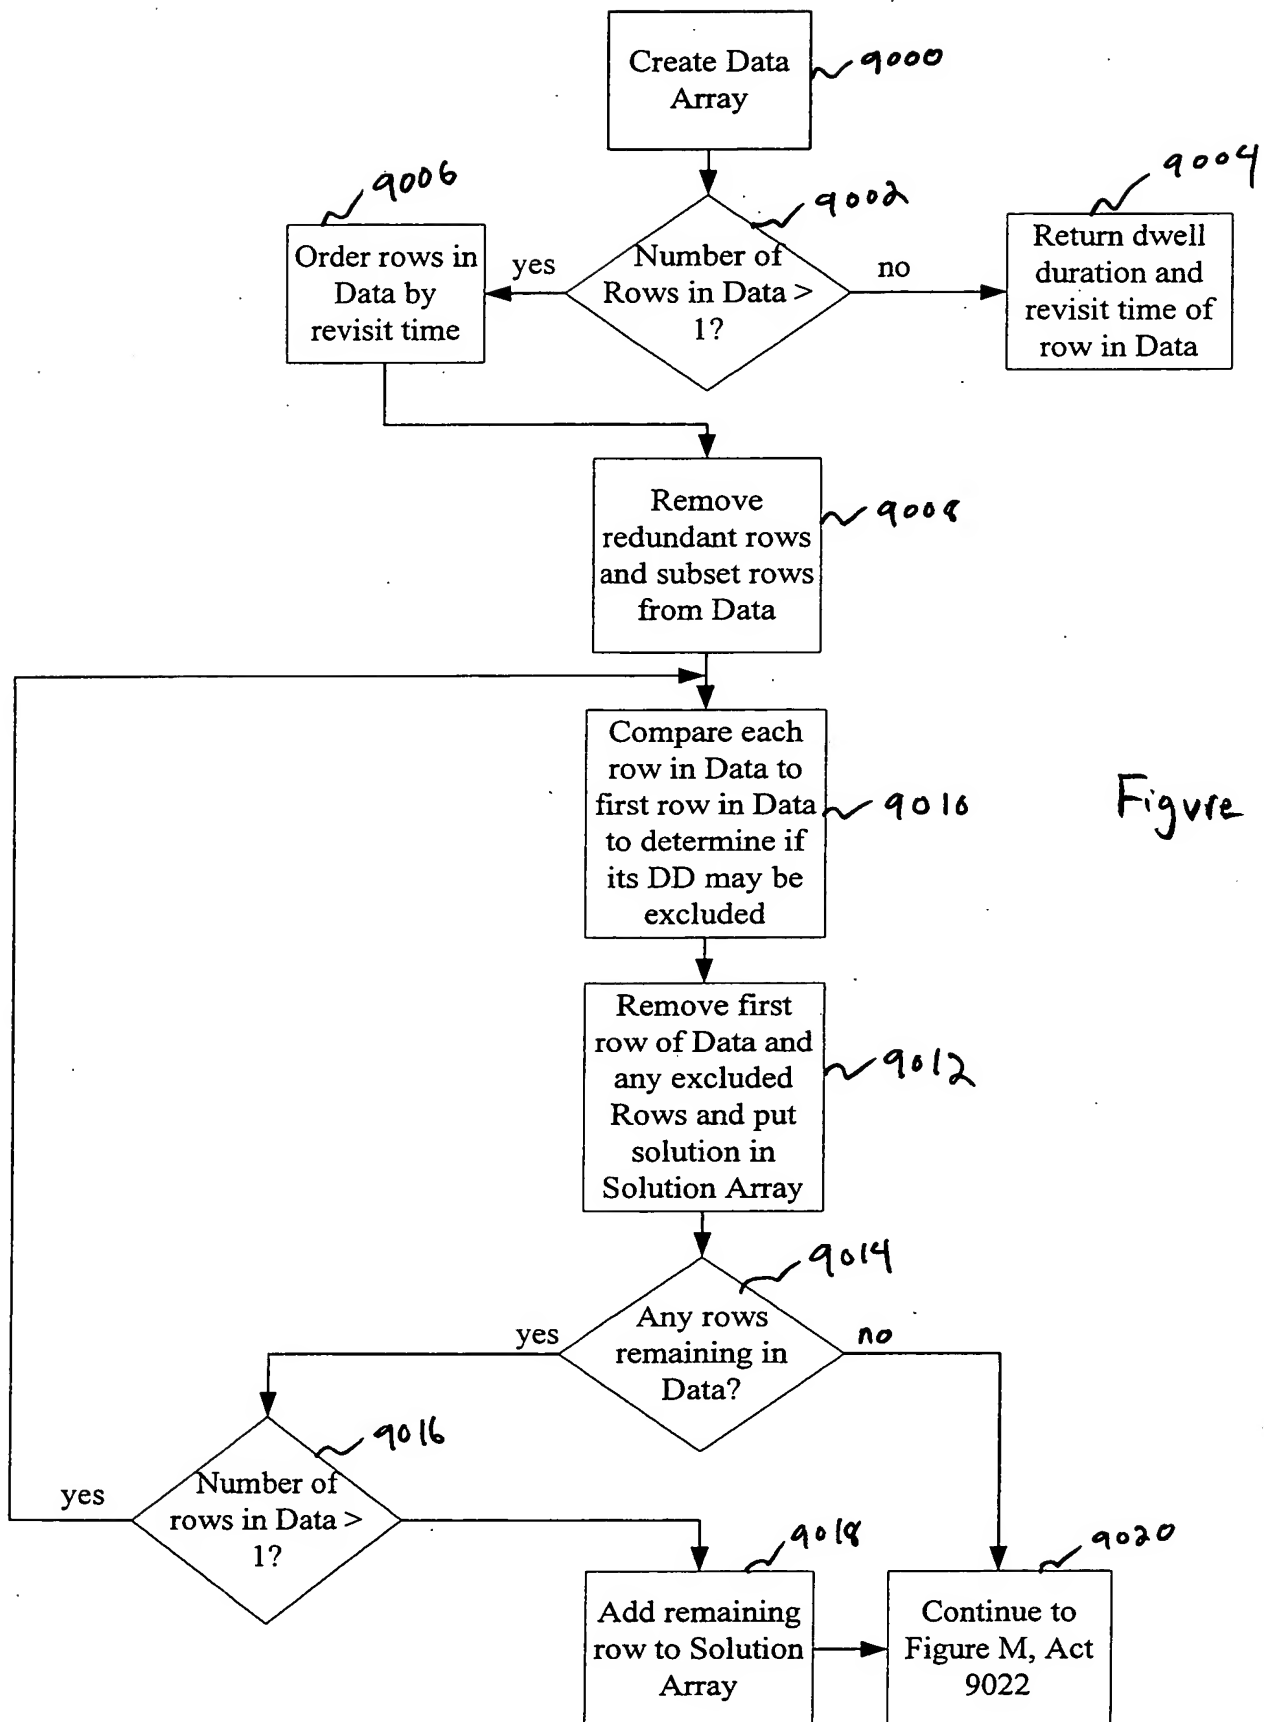 Create Data
Array
9000
9006
9002
9004
Order rows in
Data by
revisit time
yes
Number of
Rows in Data >
1?
no
Return dwell
duration and
revisit time of
row in Data
Remove
redundant rows
and subset rows
from Data
9008
Compare each
row in Data to
first row in Data
to determine if
its DD may be
excluded
9010
Figure
Remove first
row of Data and
any excluded
Rows and put
solution in
Solution Array
9012
9014
yes
Any rows
remaining in
Data?
no
9016
yes
Number of
rows in Data >
1?
9018
9020
Add remaining
row to Solution
Array
Continue to
Figure M, Act
9022